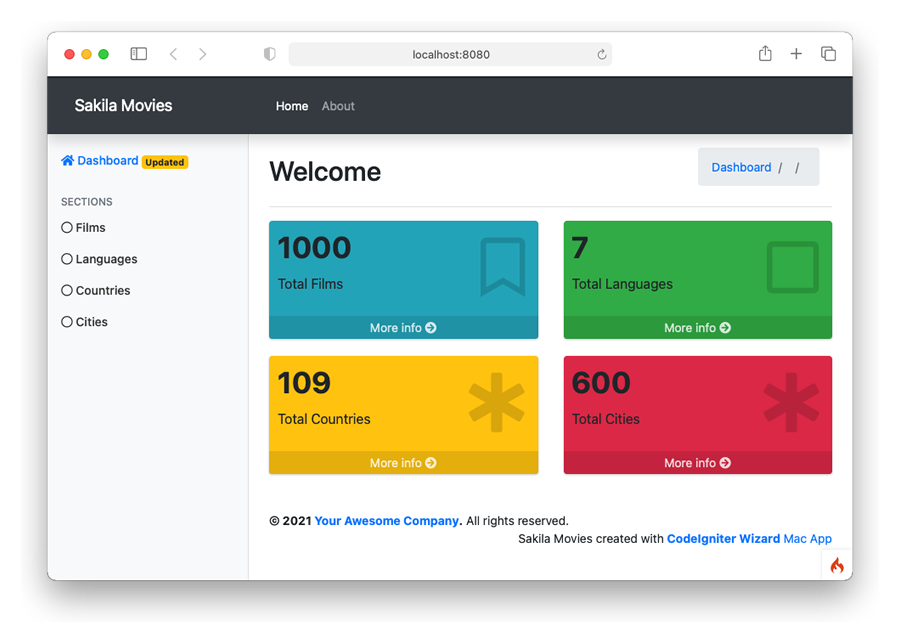 localhost:8080
Sakila Movies
Home About
Dashboard Updated
SECTIONS
Films
Languages
Countries
Cities
Welcome
Dashboard / /
1000
Total Films
More info
7
Total Languages
More info
109
Total Countries
More info
600
Total Cities
More info
© 2021 Your Awesome Company. All rights reserved.
Sakila Movies created with CodeIgniter Wizard Mac App